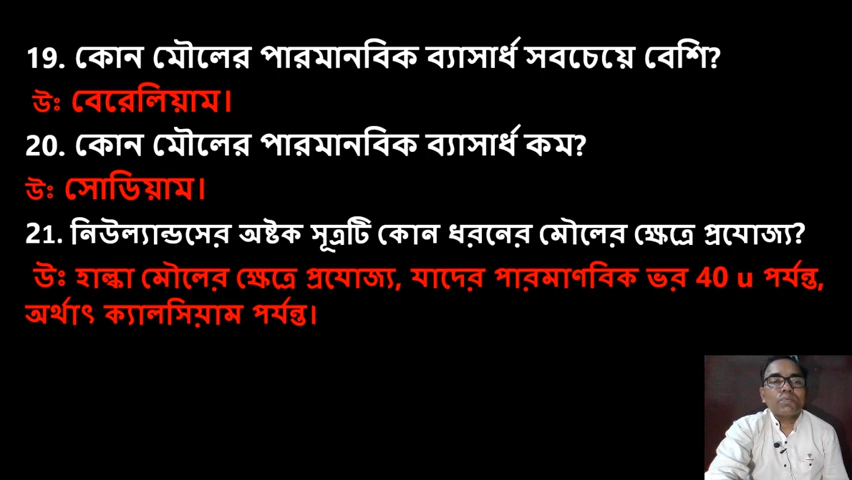 19. কোন মৌলের পারমানবিক ব্যাসার্ধ সবচেয়ে বেশি?
উঃ বেরেলিয়াম।
20. কোন মৌলের পারমানবিক ব্যাসার্ধ কম?
উঃ সোডিয়াম।
21. নিউল্যান্ডসের অষ্টক সূত্রটি কোন ধরনের মৌলের ক্ষেত্রে প্রযোজ্য?
উঃ হাল্কা মৌলের ক্ষেত্রে প্রযোজ্য, যাদের পারমাণবিক ভর 40 u পর্যন্ত,
অর্থাৎ ক্যালসিয়াম পর্যন্ত।